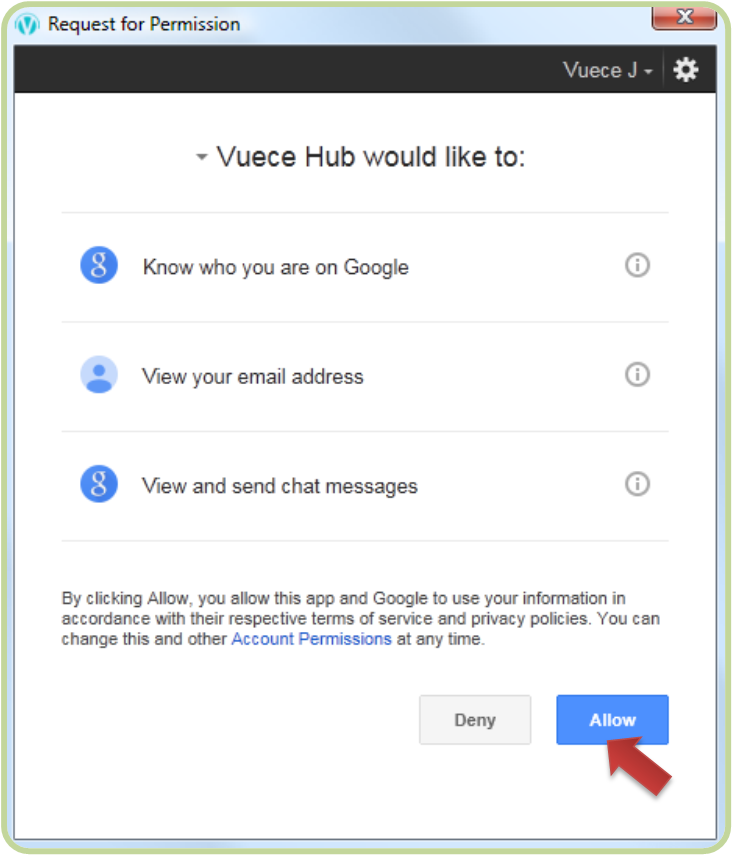 Request for Permission
Vuece J
Vuece Hub would like to:
Know who you are on Google
View your email address
View and send chat messages
By clicking Allow, you allow this app and Google to use your information in
accordance with their respective terms of service and privacy policies. You can
change this and other Account Permissions at any time.
Deny
Allow